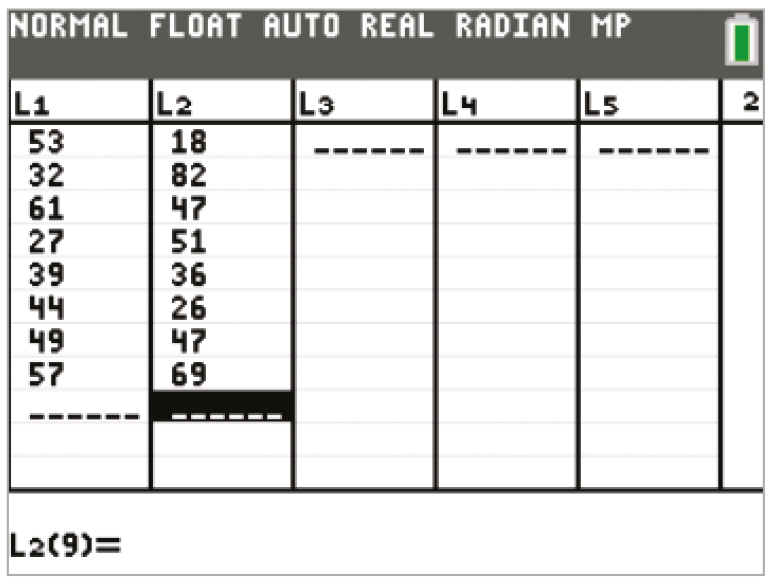 NORMAL FLOAT AUTO REAL RADIAN MP
L1 L2 L3 L4 L5 2
53 18 ------ ------ ------
32 82
61 47
27 51
39 36
44 26
49 47
57 69
------ ------
L2(9)=